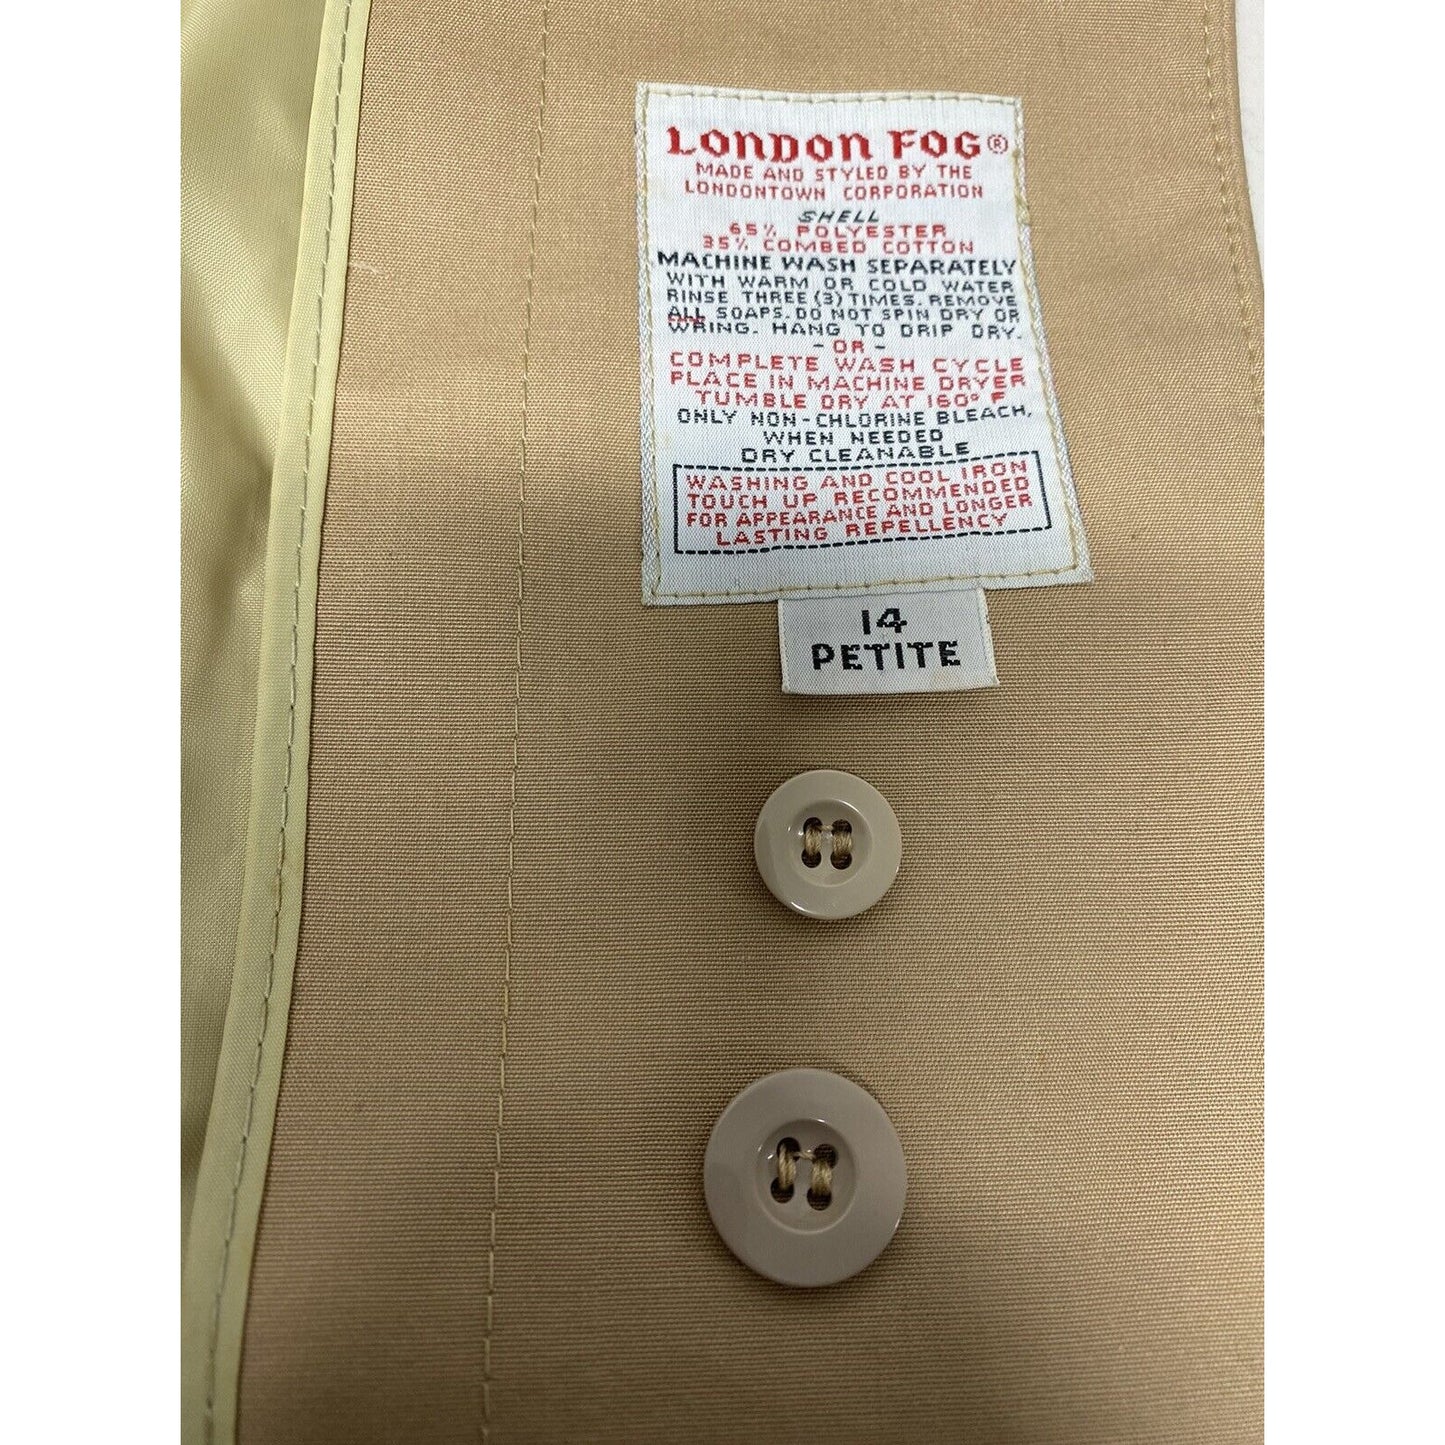 LONDON FOG®
MADE AND STYLED BY THE
LONDONTOWN CORPORATION
SHELL
65% POLYESTER
35% COMBED COTTON
MACHINE WASH SEPARATELY
WITH WARM OR COLD WATER
RINSE THREE (3) TIMES. REMOVE
ALL SOAPS. DO NOT SPIN DRY OR
WRING. HANG TO DRIP DRY.
- OR -
COMPLETE WASH CYCLE
PLACE IN MACHINE DRYER
TUMBLE DRY AT 160° F
ONLY NON-CHLORINE BLEACH,
WHEN NEEDED
DRY CLEANABLE
WASHING AND COOL IRON
TOUCH UP RECOMMENDED
FOR APPEARANCE AND LONGER
LASTING REPELLENCY
14
PETITE